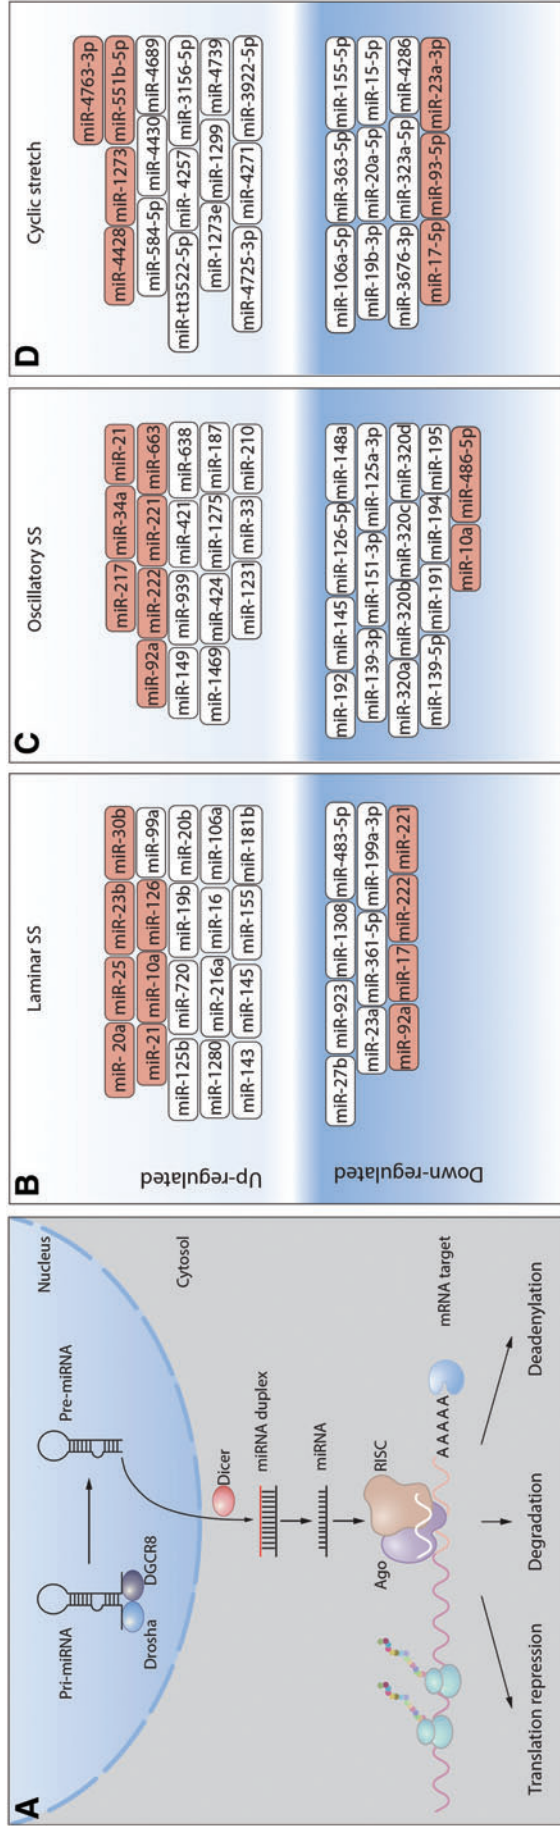 A
Nucleus
Pri-miRNA
Pre-miRNA
Drosha
DGCR8
Cytosol
Dicer
miRNA duplex
miRNA
Ago
RISC
A A A A A
mRNA target
Translation repression
Degradation
Deadenylation
B
Laminar SS
Up-regulated
miR- 20a miR-25 miR-23b miR-30b
miR-21 miR-10a miR-126 miR-99a
miR-125b miR-720 miR-19b miR-20b
miR-1280 miR-216a miR-16 miR-106a
miR-143 miR-145 miR-155 miR-181b
Down-regulated
miR-27b miR-923 miR-1308 miR-483-5p
miR-23a miR-361-5p miR-199a-3p
miR-92a miR-17 miR-222 miR-221
C
Oscillatory SS
miR-217 miR-34a miR-21
miR-92a miR-222 miR-221 miR-663
miR-149 miR-939 miR-421 miR-638
miR-1469 miR-424 miR-1275 miR-187
miR-1231 miR-33 miR-210
miR-192 miR-145 miR-126-5p miR-148a
miR-139-3p miR-151-3p miR-125a-3p
miR-320a miR-320b miR-320c miR-320d
miR-139-5p miR-191 miR-194 miR-195
miR-10a miR-486-5p
D
Cyclic stretch
miR-4763-3p
miR-4428 miR-1273 miR-551b-5p
miR-584-5p miR-4430 miR-4689
miR-tt3522-5p miR- 4257 miR-3156-5p
miR-1273e miR-1299 miR-4739
miR-4725-3p miR-4271 miR-3922-5p
miR-106a-5p miR-363-5p miR-155-5p
miR-19b-3p miR-20a-5p miR-15-5p
miR-3676-3p miR-323a-5p miR-4286
miR-17-5p miR-93-5p miR-23a-3p